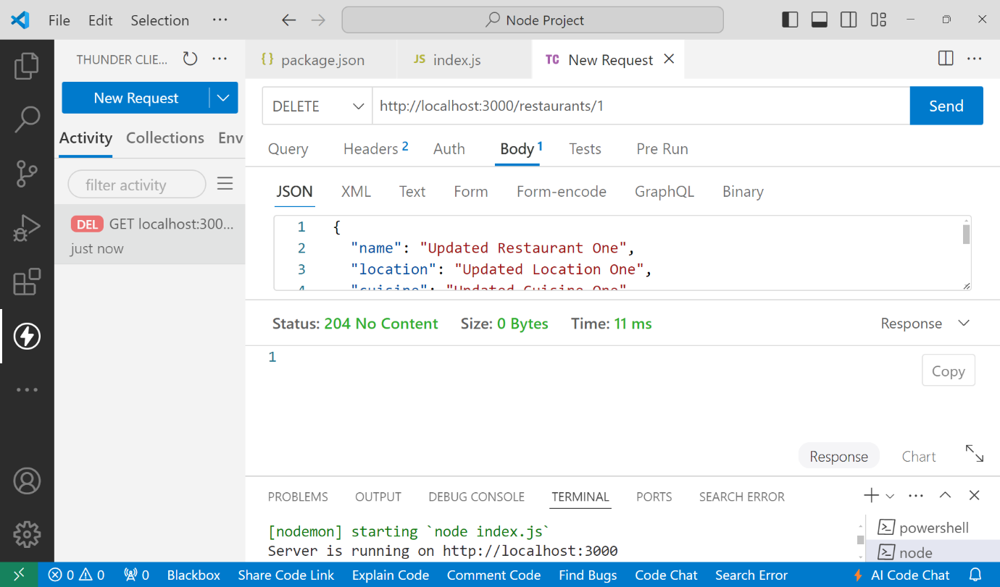 File Edit Selection ··· Node Project
THUNDER CLIE... ···
New Request
Activity Collections Env
filter activity
DEL GET localhost:300...
just now
{} package.json JS index.js TC New Request
DELETE http://localhost:3000/restaurants/1 Send
Query Headers 2 Auth Body 1 Tests Pre Run
JSON XML Text Form Form-encode GraphQL Binary
1 {
2 "name": "Updated Restaurant One",
3 "location": "Updated Location One",
4 "cuisine": "Updated Cuisine One"
Status: 204 No Content Size: 0 Bytes Time: 11 ms Response
1
Copy
Response Chart
PROBLEMS OUTPUT DEBUG CONSOLE TERMINAL PORTS SEARCH ERROR
[nodemon] starting `node index.js`
Server is running on http://localhost:3000
powershell
node
0 0 0 Blackbox Share Code Link Explain Code Comment Code Find Bugs Code Chat Search Error AI Code Chat